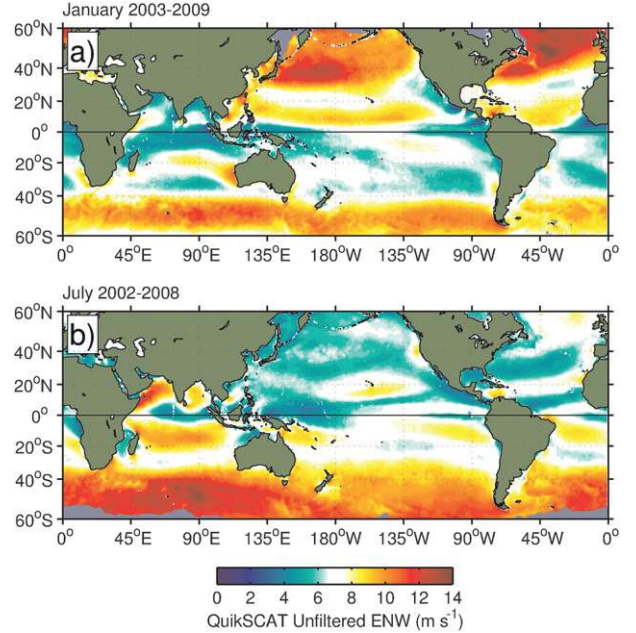 January 2003-2009
a)
60°N
40°N
20°N
0°
20°S
40°S
60°S
0° 45°E 90°E 135°E 180°W 135°W 90°W 45°W 0°
July 2002-2008
b)
60°N
40°N
20°N
0°
20°S
40°S
60°S
0° 45°E 90°E 135°E 180°W 135°W 90°W 45°W 0°
0 2 4 6 8 10 12 14
QuikSCAT Unfiltered ENW (m s⁻¹)